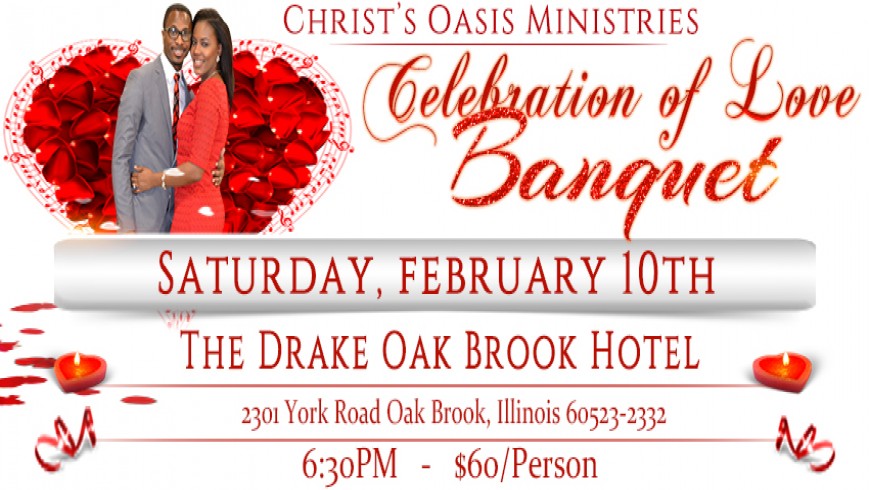 Christ's Oasis Ministries
Celebration of Love
Banquet
Saturday, February 10th
The Drake Oak Brook Hotel
2301 York Road Oak Brook, Illinois 60523-2332
6:30PM - $60/Person